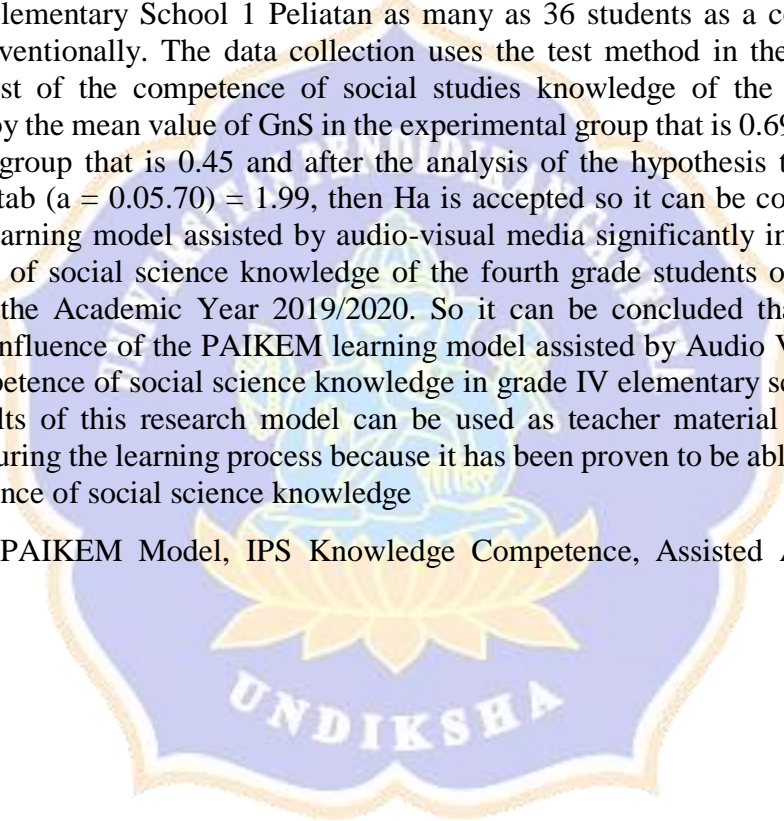 lementary School 1 Peliatan as many as 36 students as a c
ventionally. The data collection uses the test method in the
st of the competence of social studies knowledge of the
by the mean value of GnS in the experimental group that is 0.69
group that is 0.45 and after the analysis of the hypothesis t
tab (a = 0.05.70) = 1.99, then Ha is accepted so it can be co
arning model assisted by audio-visual media significantly in
of social science knowledge of the fourth grade students o
the Academic Year 2019/2020. So it can be concluded tha
nfluence of the PAIKEM learning model assisted by Audio V
petence of social science knowledge in grade IV elementary sc
lts of this research model can be used as teacher material
uring the learning process because it has been proven to be abl
nce of social science knowledge
PAIKEM Model, IPS Knowledge Competence, Assisted A
UNIVERSITAS PENDIDIKAN GANESHA
UNDIKSHA